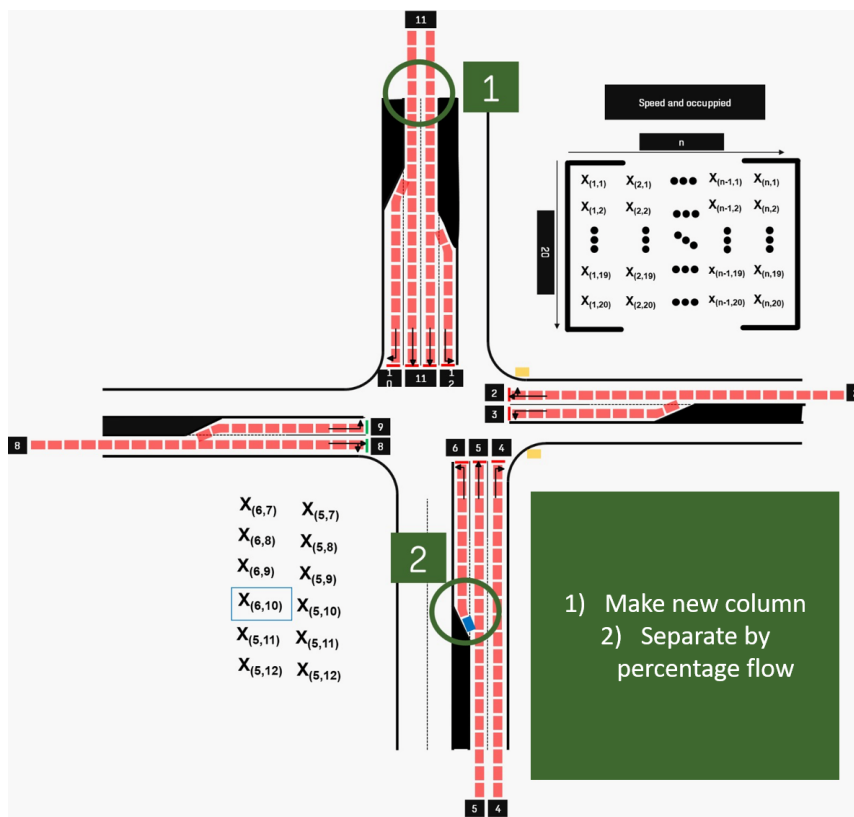 11
1
Speed and occuppied
n
20
X(1,1) X(2,1) X(n-1,1) X(n,1)
X(1,2) X(2,2) X(n-1,2) X(n,2)
X(1,19) X(2,19) X(n-1,19) X(n,19)
X(1,20) X(2,20) X(n-1,20) X(n,20)
10 11 12
2
3
9
8 8
6 5 4
X(6,7) X(5,7)
X(6,8) X(5,8)
X(6,9) X(5,9)
X(6,10) X(5,10)
X(5,11) X(5,11)
X(5,12) X(5,12)
2
1) Make new column
2) Separate by
percentage flow
5 4